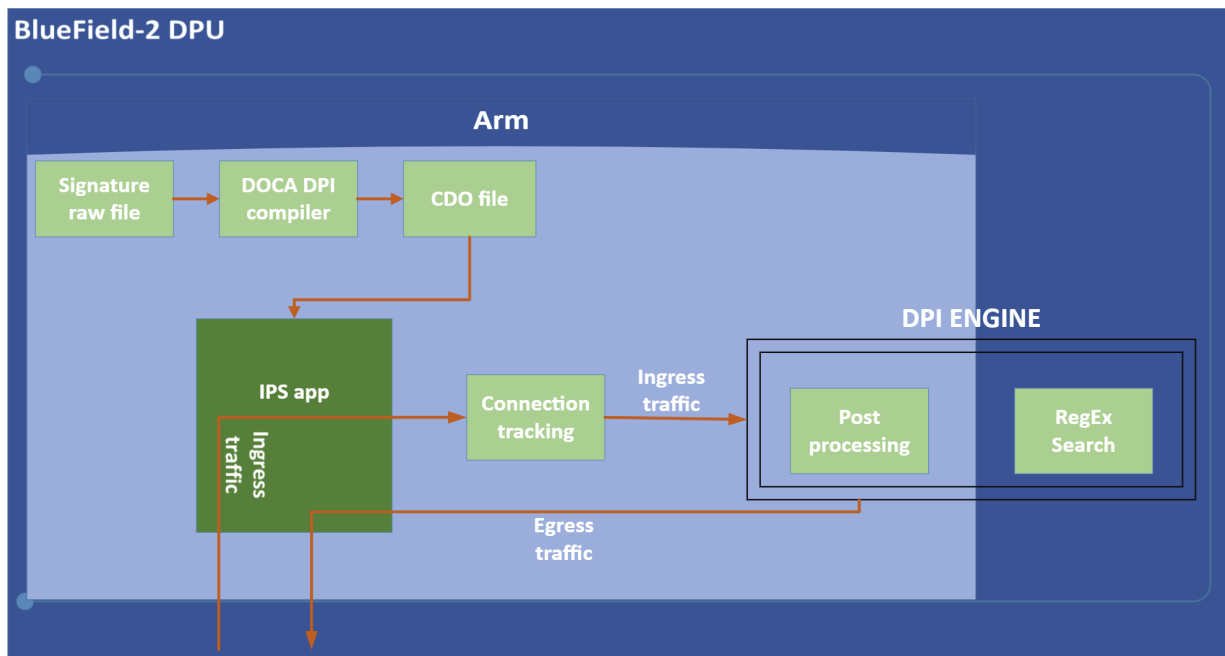 BlueField-2 DPU
Arm
Signature
raw file
DOCA DPI
compiler
CDO file
DPI ENGINE
IPS app
Ingress
traffic
Connection
tracking
Ingress
traffic
Post
processing
RegEx
Search
Egress
traffic